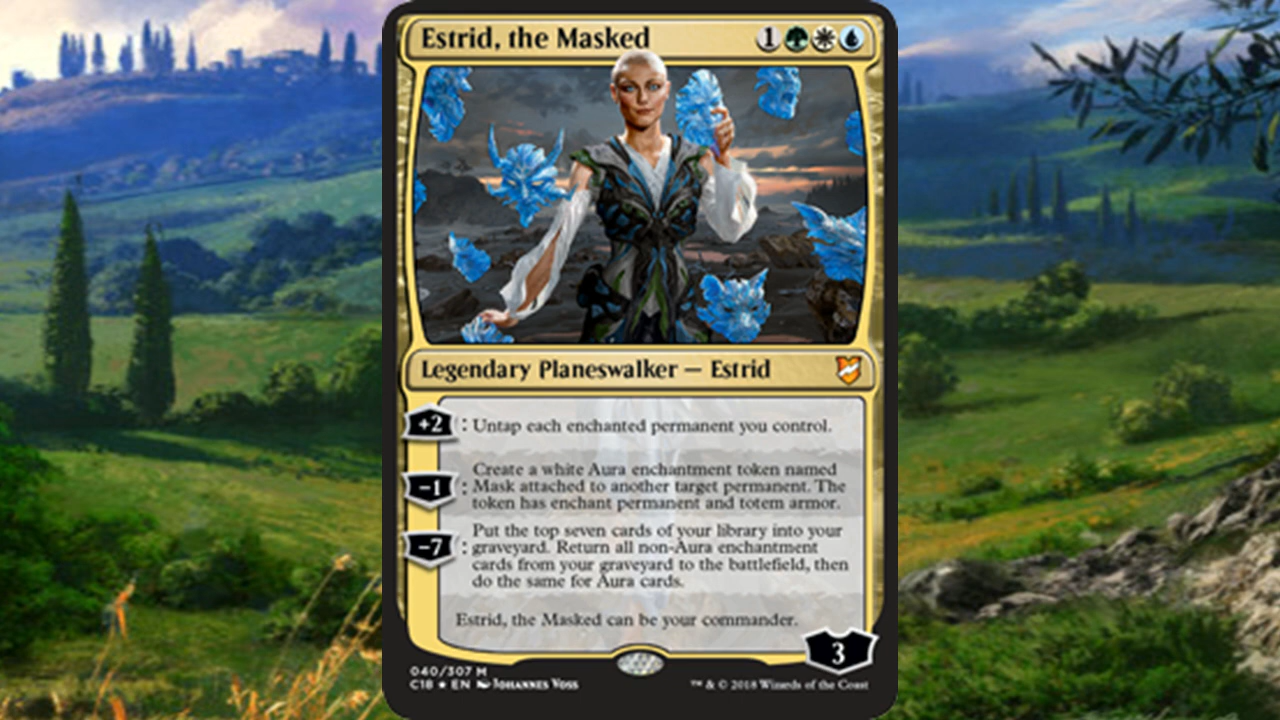 Estrid, the Masked 1
Legendary Planeswalker — Estrid
+2 : Untap each enchanted permanent you control.
Create a white Aura enchantment token named
−1 : Mask attached to another target permanent. The
token has enchant permanent and totem armor.
Put the top seven cards of your library into your
−7 : graveyard. Return all non-Aura enchantment
cards from your graveyard to the battlefield, then
do the same for Aura cards.
Estrid, the Masked can be your commander.
3
040/307 M
C18 ★ EN Johannes Voss ™ & © 2018 Wizards of the Coast